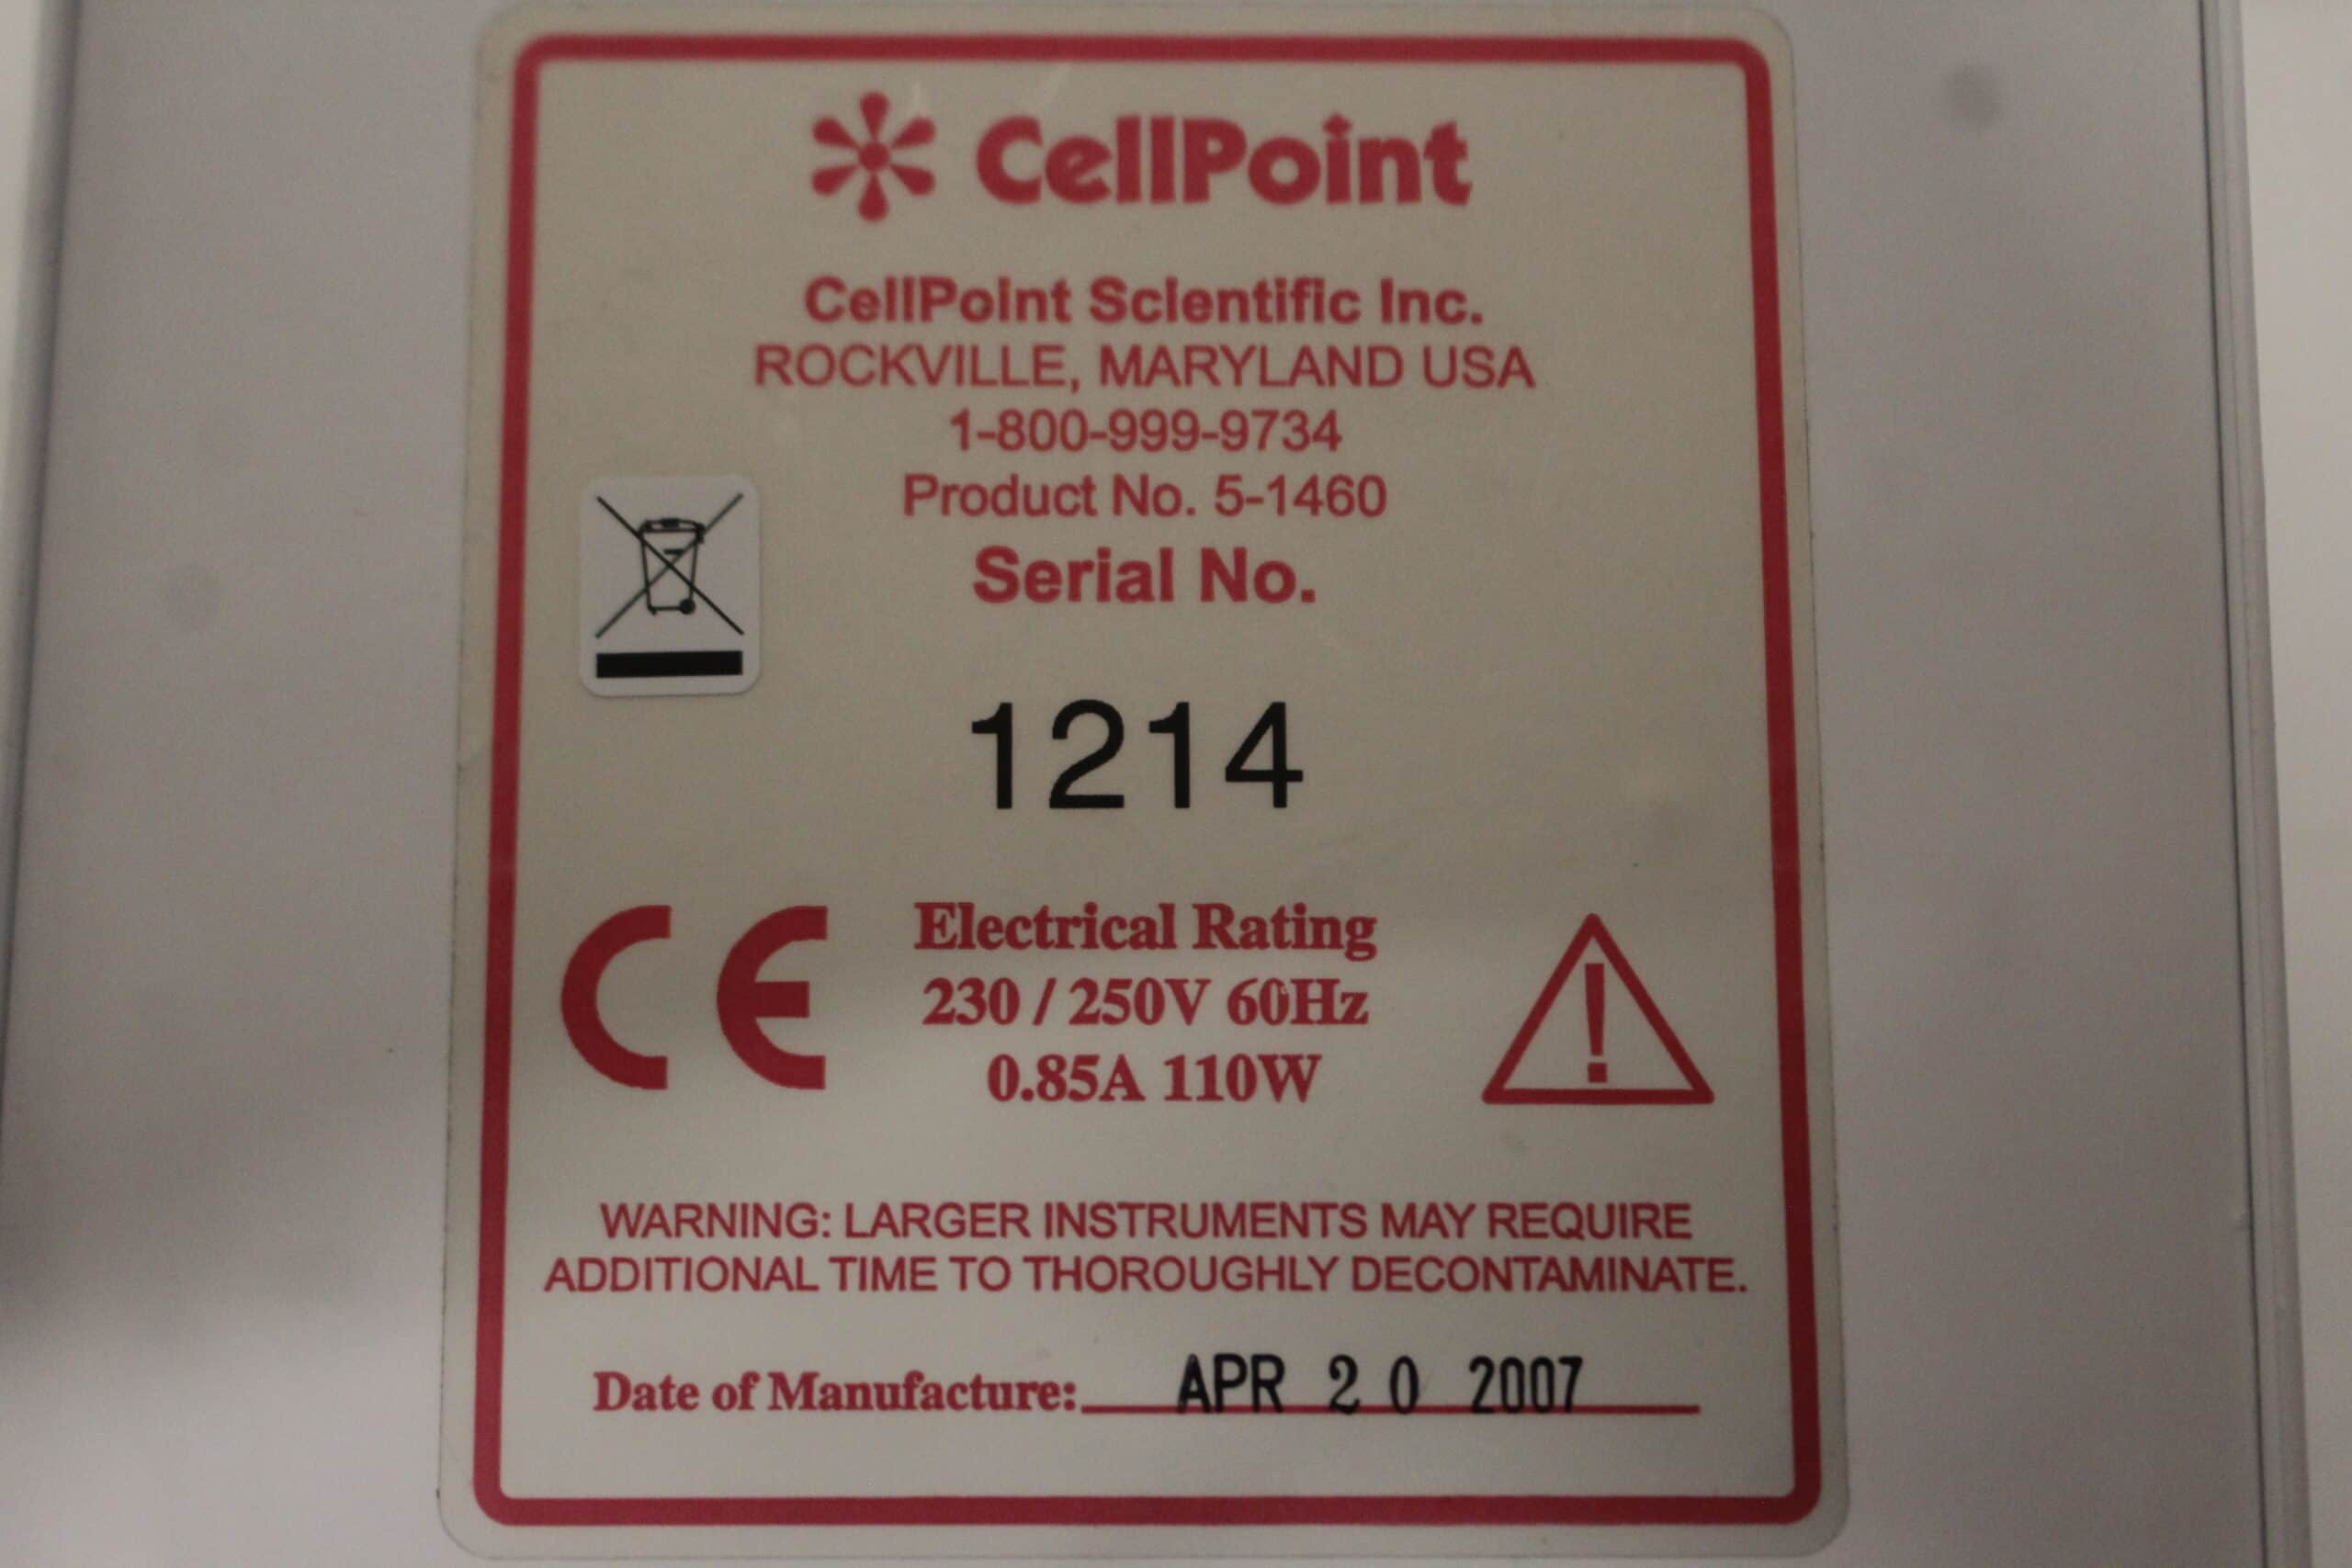 CellPoint
CellPoint Scientific Inc.
ROCKVILLE, MARYLAND USA
1-800-999-9734
Product No. 5-1460
Serial No.
1214
CE
Electrical Rating
230 / 250V 60Hz
0.85A 110W
!
WARNING: LARGER INSTRUMENTS MAY REQUIRE
ADDITIONAL TIME TO THOROUGHLY DECONTAMINATE.
Date of Manufacture: APR 20 2007